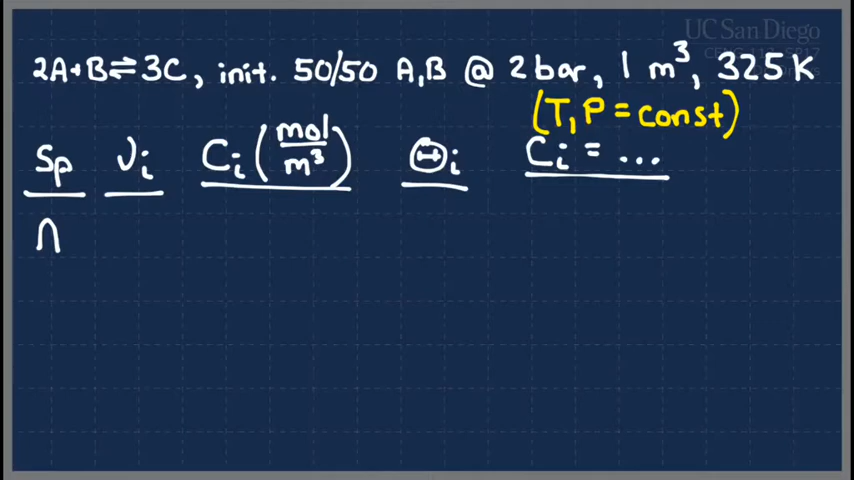 UC San Diego
2A+B⇌3C, init. 50/50 A,B @ 2 bar, 1 m³, 325 K
(T, P = const)
Sp νi Ci (mol/m³) Θi Ci = ...